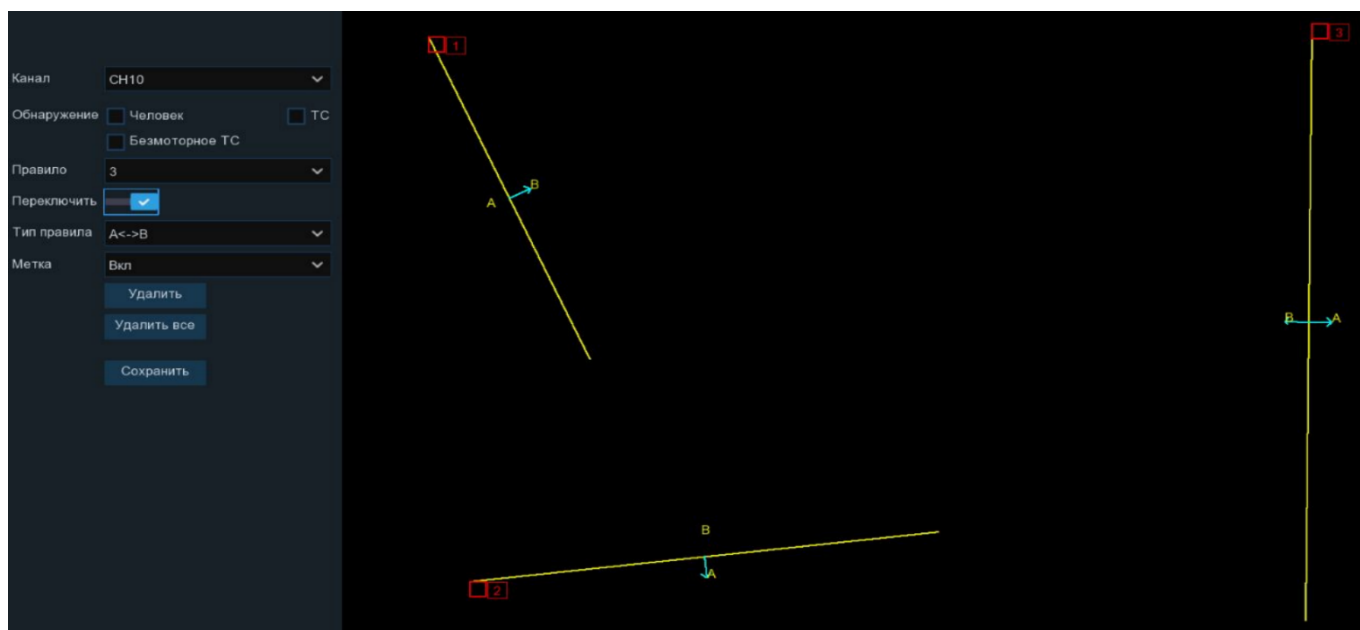 Канал CH10
Обнаружение Человек ТС
Безмоторное ТС
Правило 3
Переключить
Тип правила A<->B
Метка Вкл
Удалить
Удалить все
Сохранить
1
A B
B
A
2
3
B A